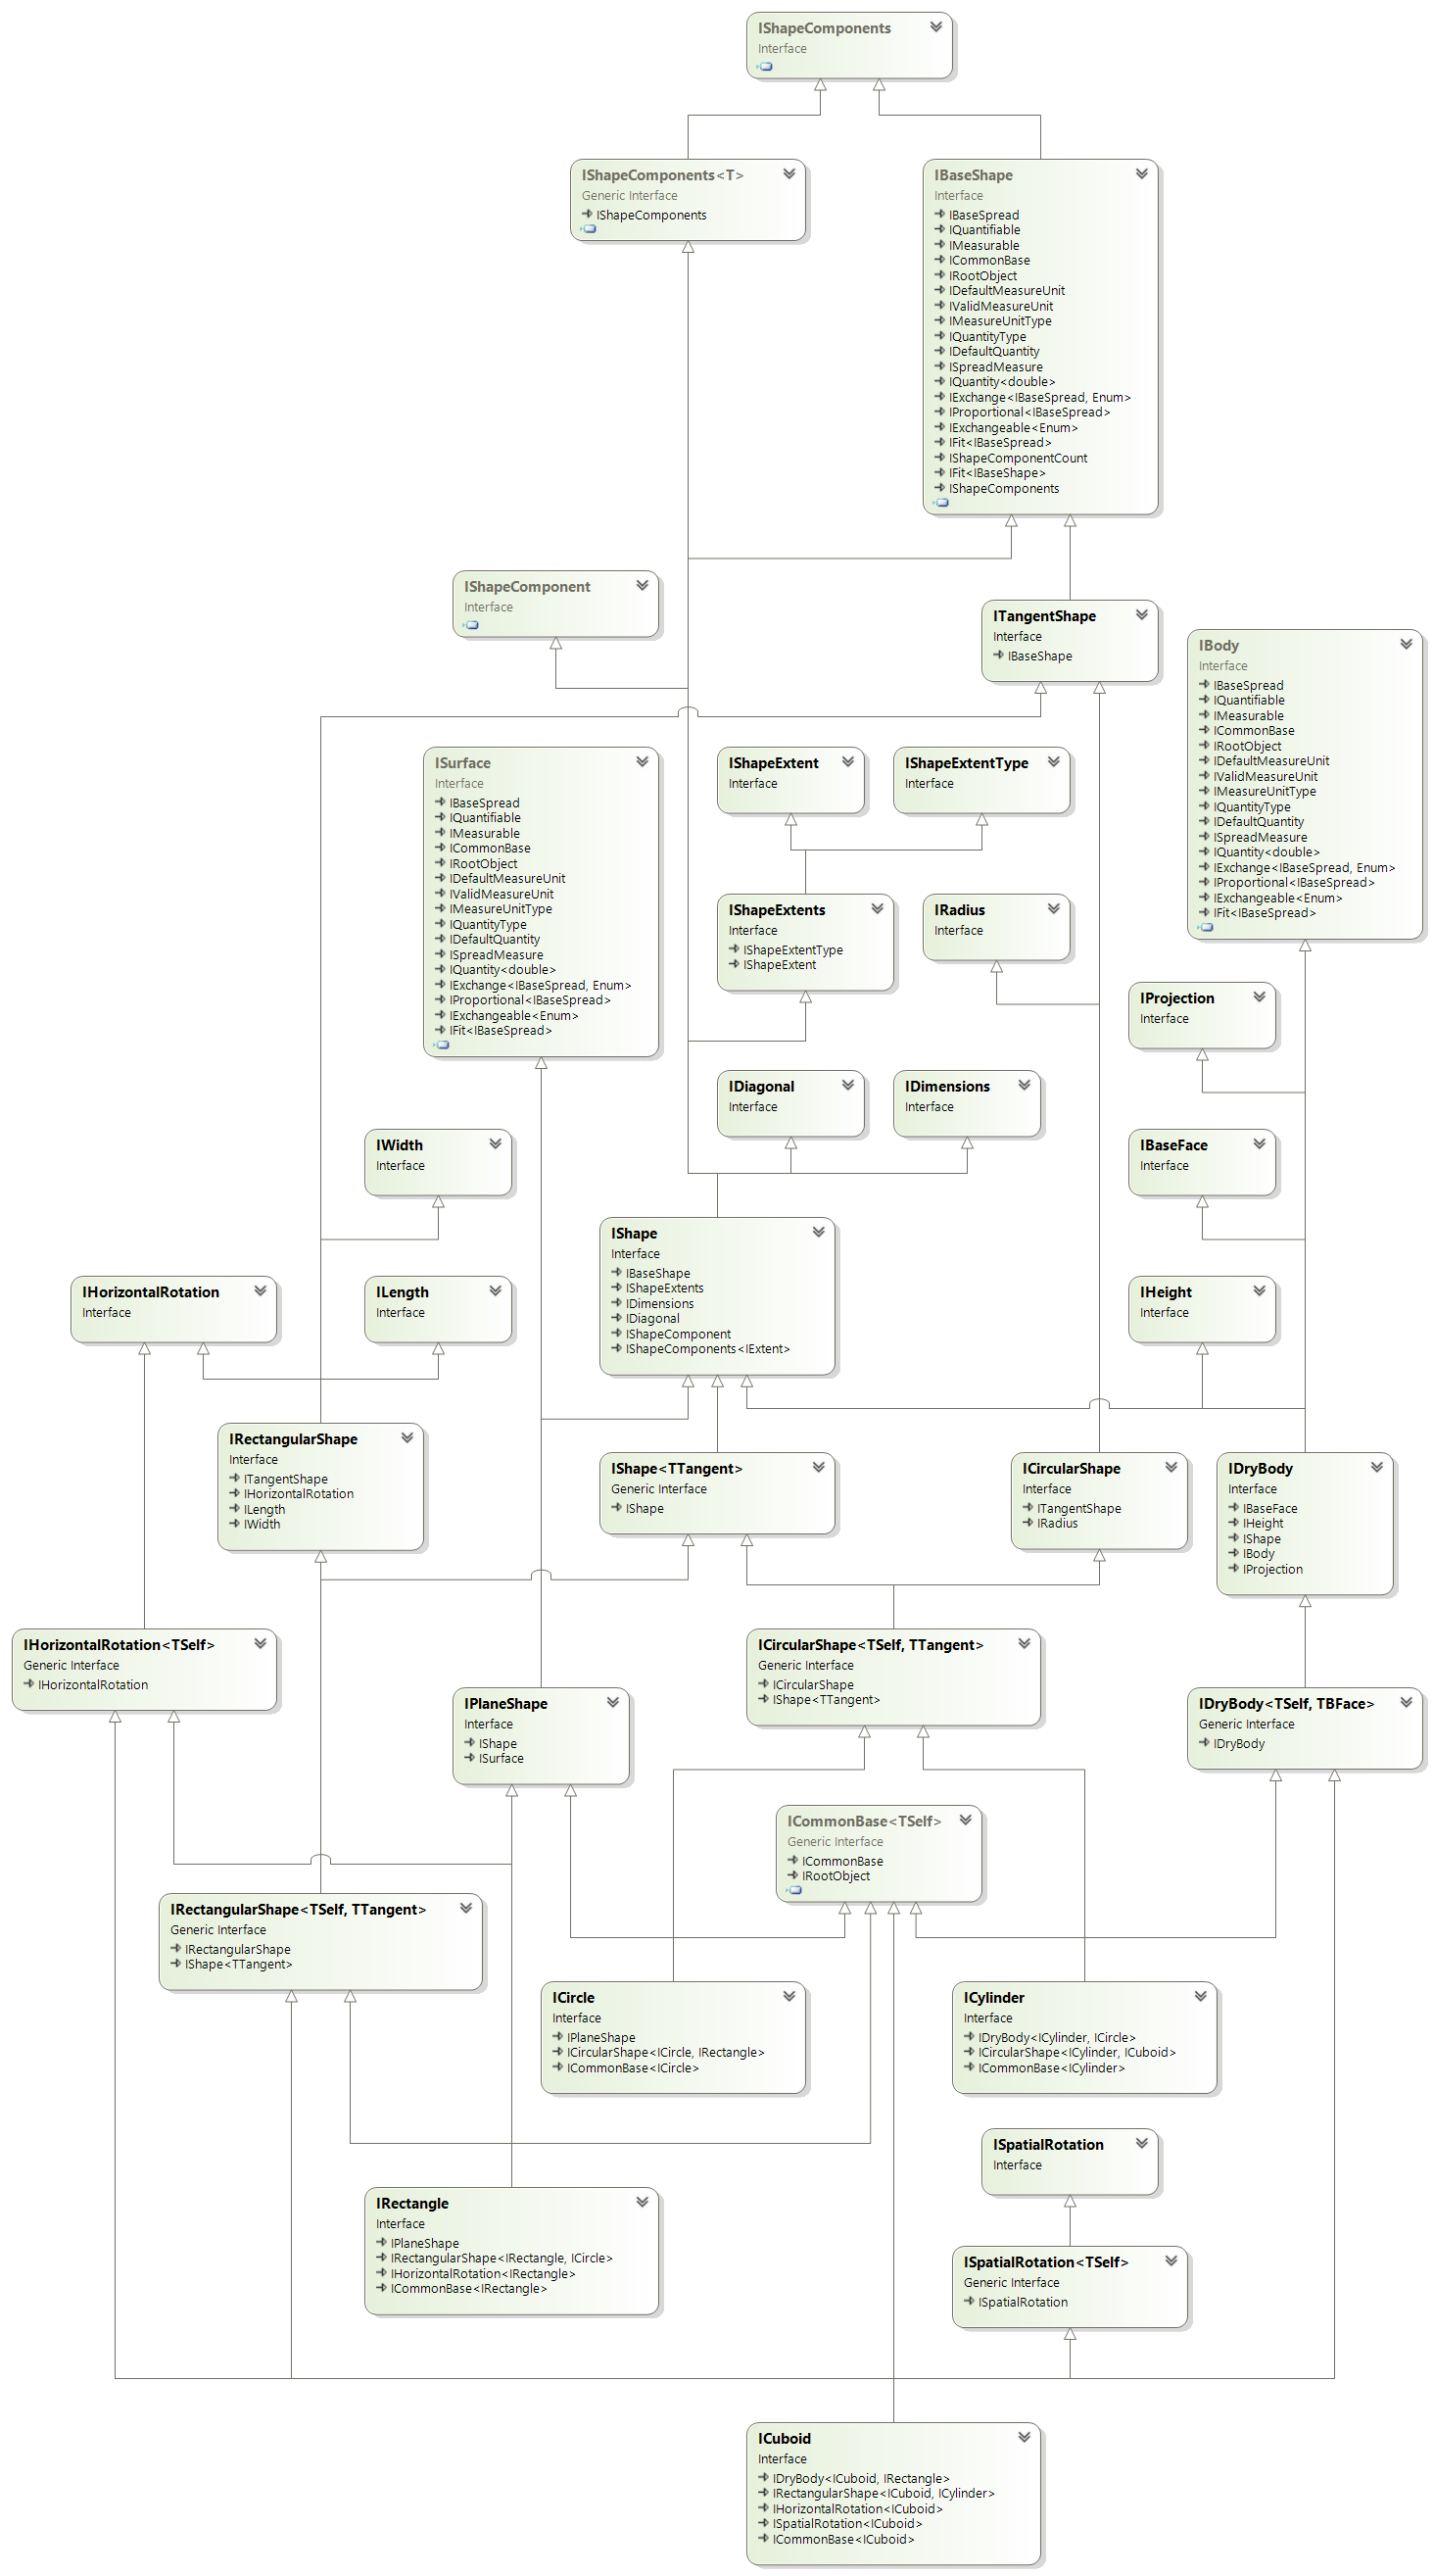 IShapeComponents
Interface
IShapeComponents<T>
Generic Interface
IShapeComponents
IBaseShape
Interface
IBaseSpread
IQuantifiable
IMeasurable
ICommonBase
IRootObject
IDefaultMeasureUnit
IValidMeasureUnit
IMeasureUnitType
IQuantityType
IDefaultQuantity
ISpreadMeasure
IQuantity<double>
IExchange<IBaseSpread, Enum>
IProportional<IBaseSpread>
IExchangeable<Enum>
IFit<IBaseSpread>
IShapeComponentCount
IFit<IBaseShape>
IShapeComponents
IShapeComponent
Interface
ITangentShape
Interface
IBaseShape
IBody
Interface
IBaseSpread
IQuantifiable
IMeasurable
ICommonBase
IRootObject
IDefaultMeasureUnit
IValidMeasureUnit
IMeasureUnitType
IQuantityType
IDefaultQuantity
ISpreadMeasure
IQuantity<double>
IExchange<IBaseSpread, Enum>
IProportional<IBaseSpread>
IExchangeable<Enum>
IFit<IBaseSpread>
ISurface
Interface
IBaseSpread
IQuantifiable
IMeasurable
ICommonBase
IRootObject
IDefaultMeasureUnit
IValidMeasureUnit
IMeasureUnitType
IQuantityType
IDefaultQuantity
ISpreadMeasure
IQuantity<double>
IExchange<IBaseSpread, Enum>
IProportional<IBaseSpread>
IExchangeable<Enum>
IFit<IBaseSpread>
IShapeExtent
Interface
IShapeExtentType
Interface
IShapeExtents
Interface
IShapeExtentType
IShapeExtent
IRadius
Interface
IProjection
Interface
IDiagonal
Interface
IDimensions
Interface
IWidth
Interface
IBaseFace
Interface
IShape
Interface
IBaseShape
IShapeExtents
IDimensions
IDiagonal
IShapeComponent
IShapeComponents<IExtent>
IHorizontalRotation
Interface
ILength
Interface
IHeight
Interface
IRectangularShape
Interface
ITangentShape
IHorizontalRotation
ILength
IWidth
IShape<TTangent>
Generic Interface
IShape
ICircularShape
Interface
ITangentShape
IRadius
IDryBody
Interface
IBaseFace
IHeight
IShape
IBody
IProjection
IHorizontalRotation<TSelf>
Generic Interface
IHorizontalRotation
ICircularShape<TSelf, TTangent>
Generic Interface
ICircularShape
IShape<TTangent>
IPlaneShape
Interface
IShape
ISurface
IDryBody<TSelf, TBFace>
Generic Interface
IDryBody
ICommonBase<TSelf>
Generic Interface
ICommonBase
IRootObject
IRectangularShape<TSelf, TTangent>
Generic Interface
IRectangularShape
IShape<TTangent>
ICircle
Interface
IPlaneShape
ICircularShape<ICircle, IRectangle>
ICommonBase<ICircle>
ICylinder
Interface
IDryBody<ICylinder, ICircle>
ICircularShape<ICylinder, ICuboid>
ICommonBase<ICylinder>
ISpatialRotation
Interface
IRectangle
Interface
IPlaneShape
IRectangularShape<IRectangle, ICircle>
IHorizontalRotation<IRectangle>
ICommonBase<IRectangle>
ISpatialRotation<TSelf>
Generic Interface
ISpatialRotation
ICuboid
Interface
IDryBody<ICuboid, IRectangle>
IRectangularShape<ICuboid, ICylinder>
IHorizontalRotation<ICuboid>
ISpatialRotation<ICuboid>
ICommonBase<ICuboid>